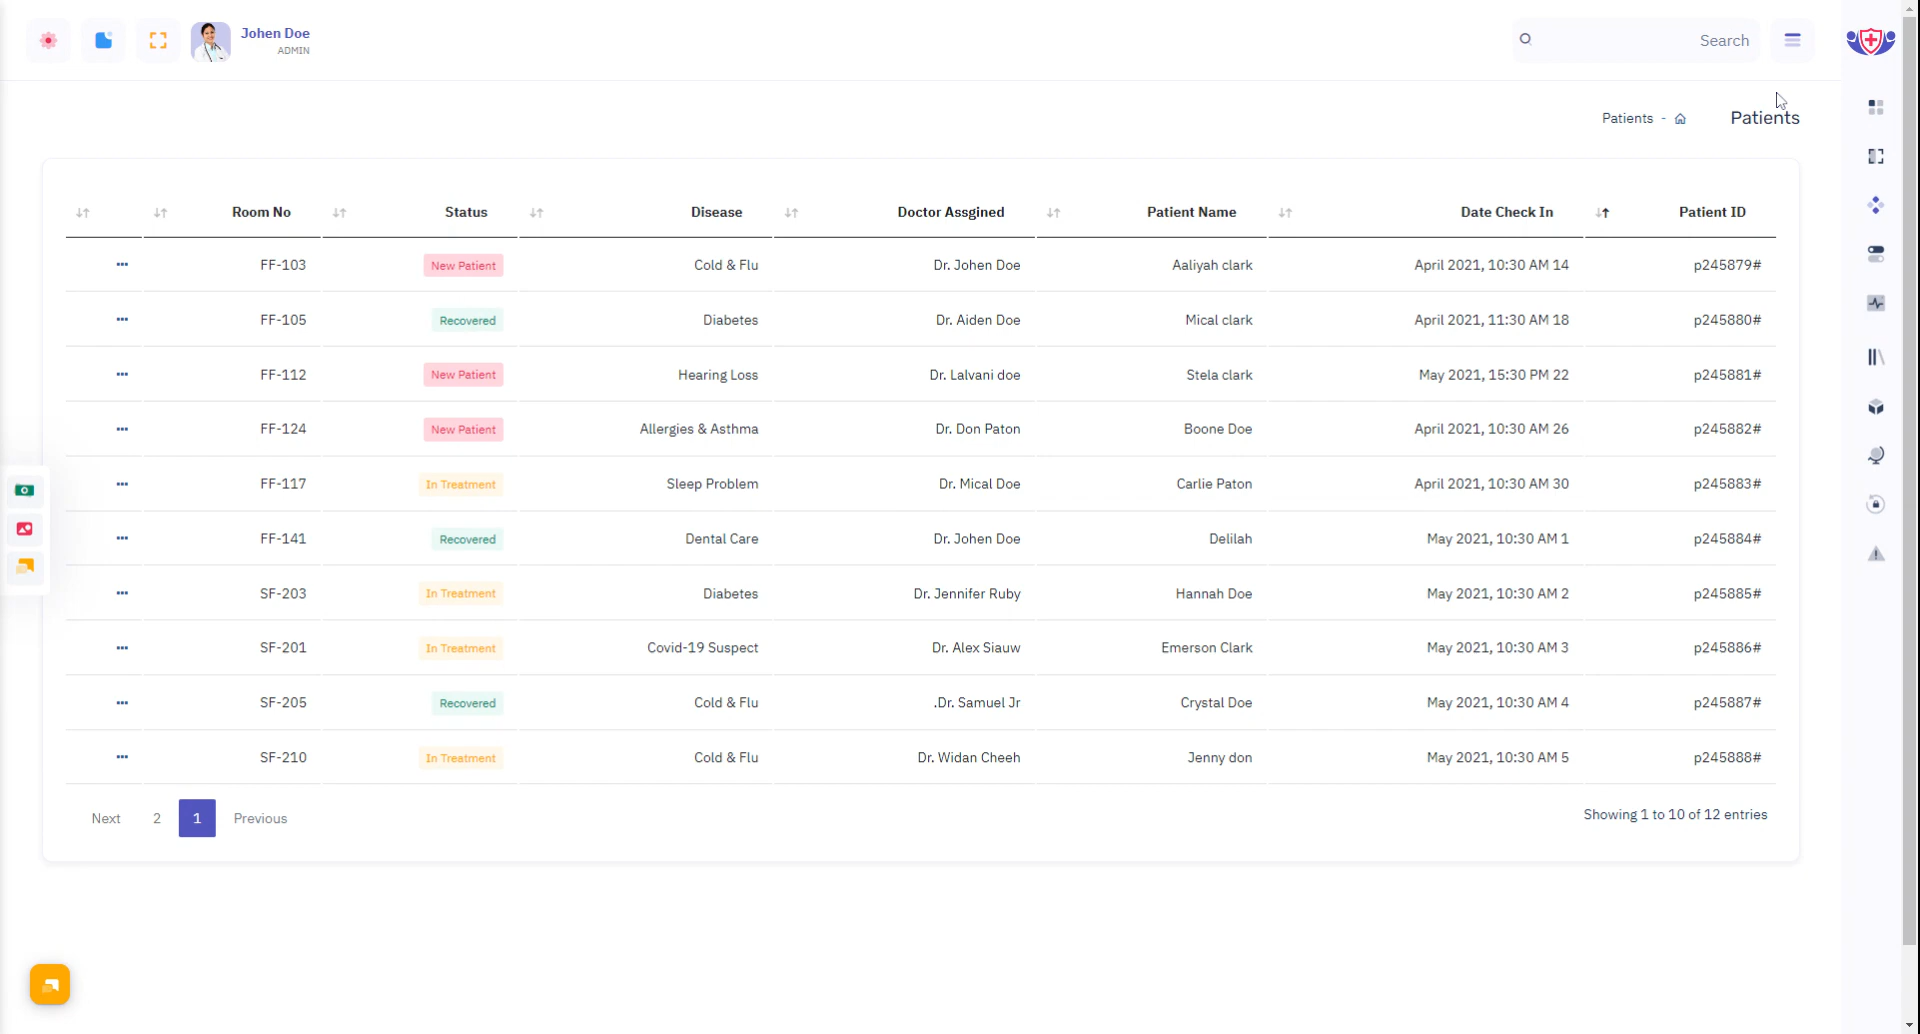 Johen Doe
ADMIN
Search
Patients - Patients
Room No Status Disease Doctor Assgined Patient Name Date Check In Patient ID
... FF-103 New Patient Cold & Flu Dr. Johen Doe Aaliyah clark April 2021, 10:30 AM 14 p245879#
... FF-105 Recovered Diabetes Dr. Aiden Doe Mical clark April 2021, 11:30 AM 18 p245880#
... FF-112 New Patient Hearing Loss Dr. Lalvani doe Stela clark May 2021, 15:30 PM 22 p245881#
... FF-124 New Patient Allergies & Asthma Dr. Don Paton Boone Doe April 2021, 10:30 AM 26 p245882#
... FF-117 In Treatment Sleep Problem Dr. Mical Doe Carlie Paton April 2021, 10:30 AM 30 p245883#
... FF-141 Recovered Dental Care Dr. Johen Doe Delilah May 2021, 10:30 AM 1 p245884#
... SF-203 In Treatment Diabetes Dr. Jennifer Ruby Hannah Doe May 2021, 10:30 AM 2 p245885#
... SF-201 In Treatment Covid-19 Suspect Dr. Alex Siauw Emerson Clark May 2021, 10:30 AM 3 p245886#
... SF-205 Recovered Cold & Flu .Dr. Samuel Jr Crystal Doe May 2021, 10:30 AM 4 p245887#
... SF-210 In Treatment Cold & Flu Dr. Widan Cheeh Jenny don May 2021, 10:30 AM 5 p245888#
Next 2 1 Previous Showing 1 to 10 of 12 entries